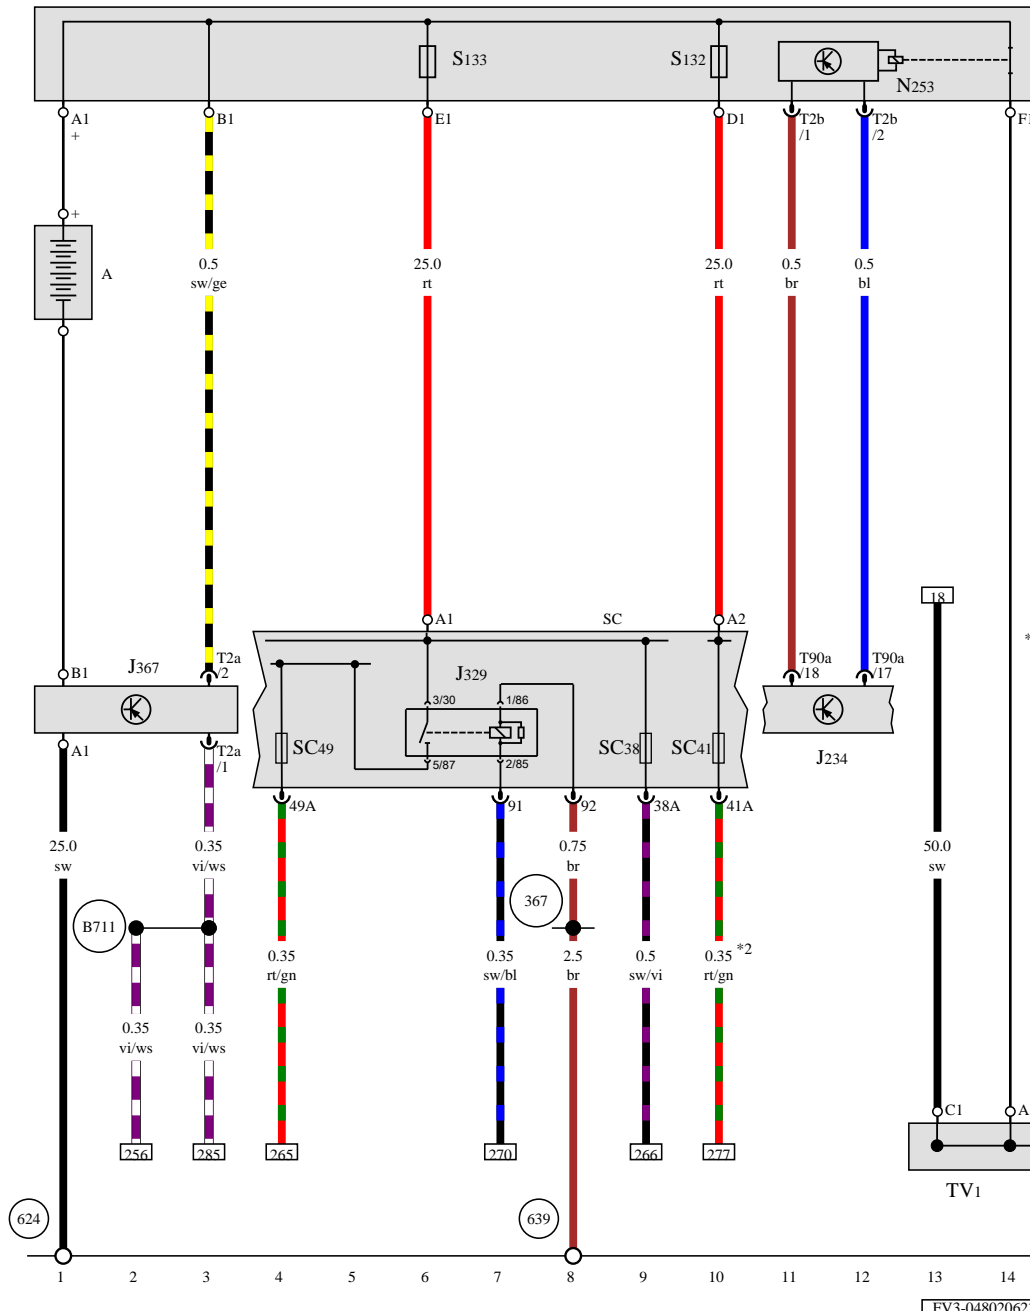 S133
S132
N253
A1
+
B1
E1
D1
T2b
/1
T2b
/2
F1
+
A
0.5
sw/ge
25.0
rt
25.0
rt
0.5
br
0.5
bl
18
A1
SC
A2
*
B1
J367
T2a
/2
J329
T90a
/18
T90a
/17
3/30
1/86
SC49
SC38
SC41
5/87
2/85
J234
A1
T2a
/1
49A
91
92
38A
41A
25.0
sw
0.35
vi/ws
0.75
br
50.0
sw
B711
367
0.35
rt/gn
0.35
sw/bl
2.5
br
0.5
sw/vi
0.35
rt/gn
*2
0.35
vi/ws
0.35
vi/ws
C1
A
256
285
265
270
266
277
TV1
624
639
1 2 3 4 5 6 7 8 9 10 11 12 13 14